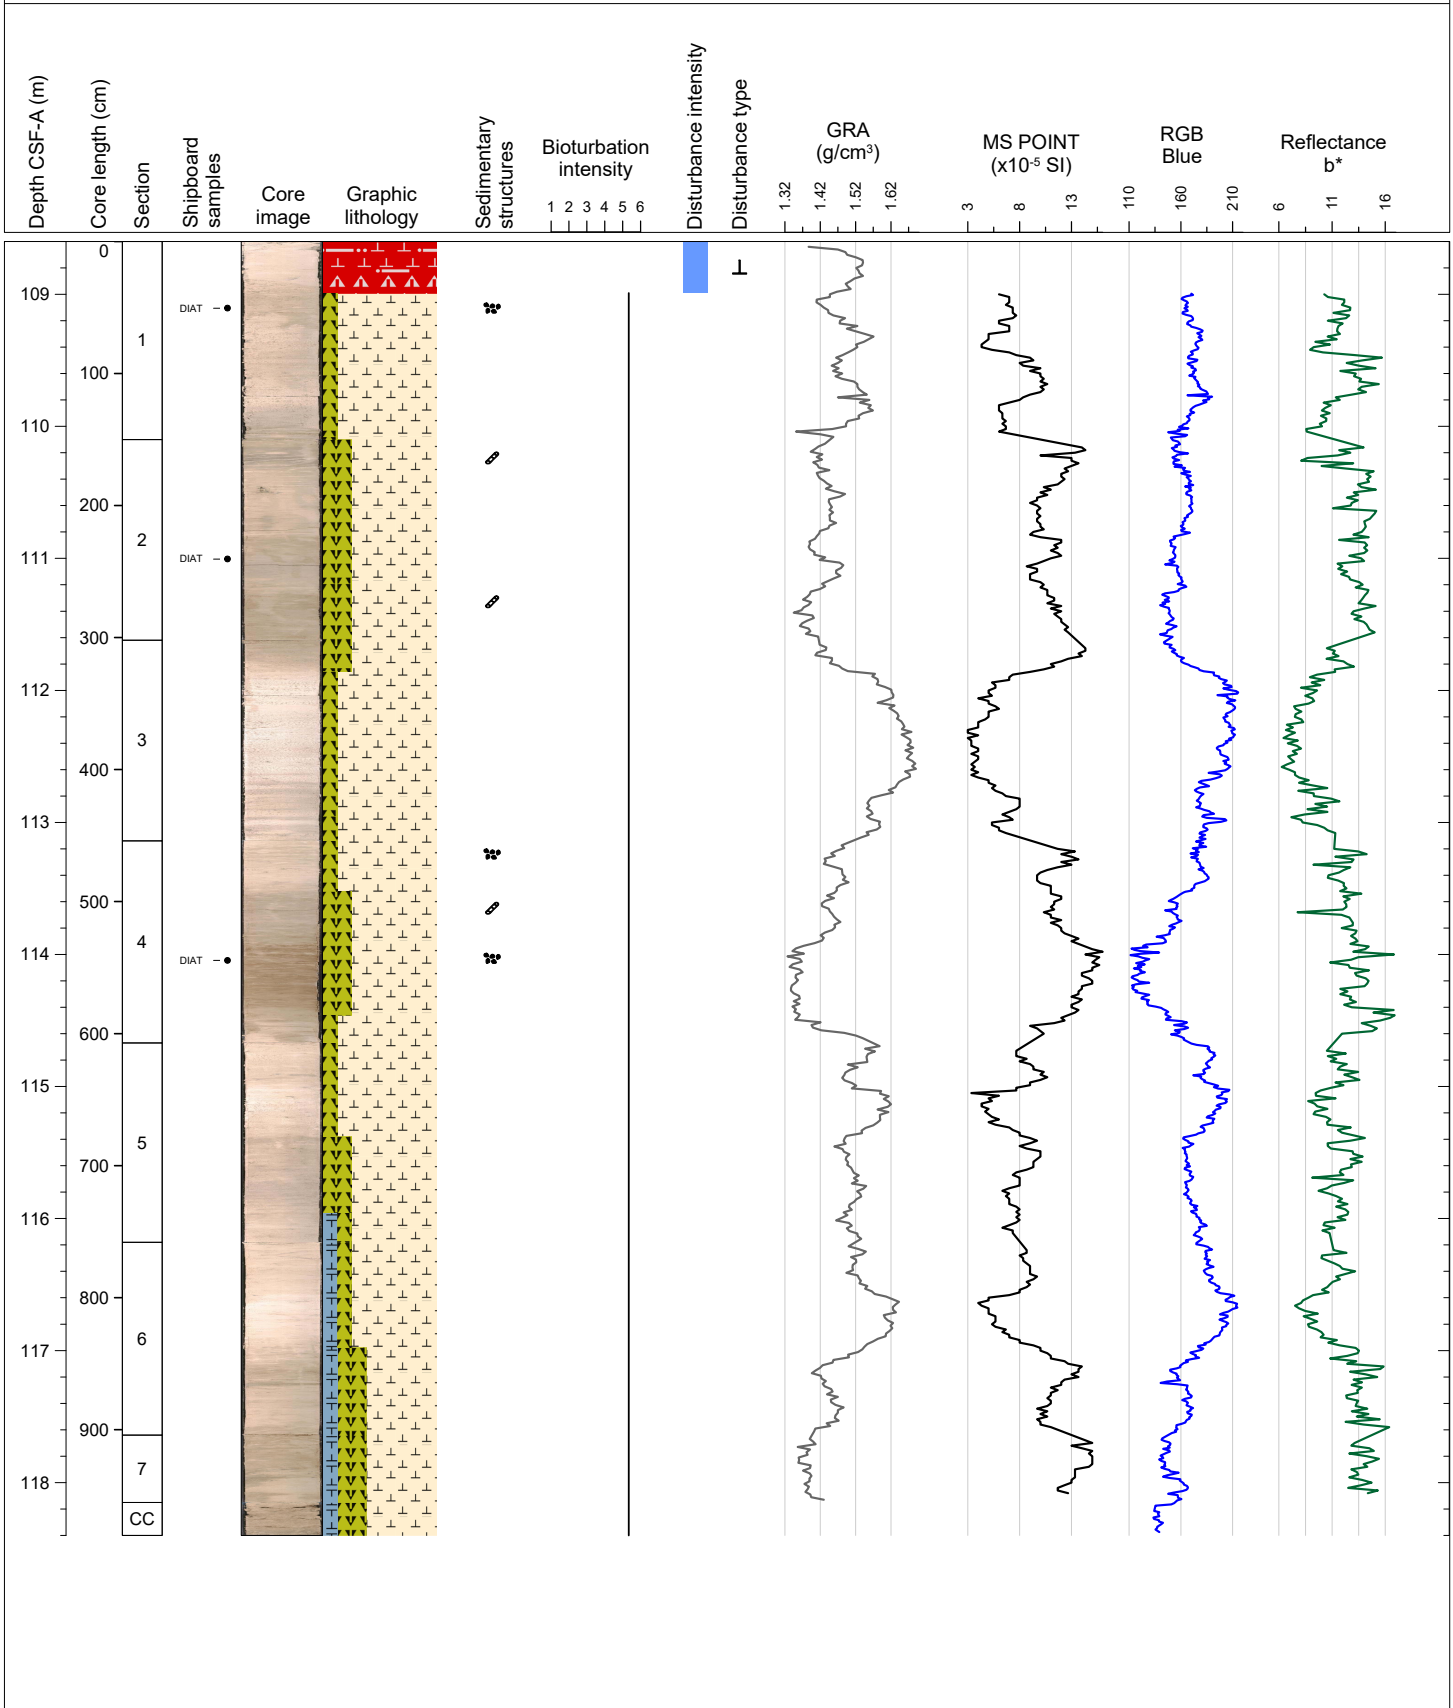 Depth CSF-A (m)
Core length (cm)
Section
Shipboard
samples
Core
image
Graphic
lithology
Sedimentary
structures
Bioturbation
intensity
1 2 3 4 5 6
Disturbance intensity
Disturbance type
GRA
(g/cm³)
1.32 1.42 1.52 1.62
MS POINT
(x10⁻⁵ SI)
3 8 13
RGB
Blue
110 160 210
Reflectance
b*
6 11 16
0
109
DIAT
1
100
110
200
2
111
DIAT
300
112
3
400
113
500
4
114
DIAT
600
115
5
700
116
800
6
117
900
7
118
CC